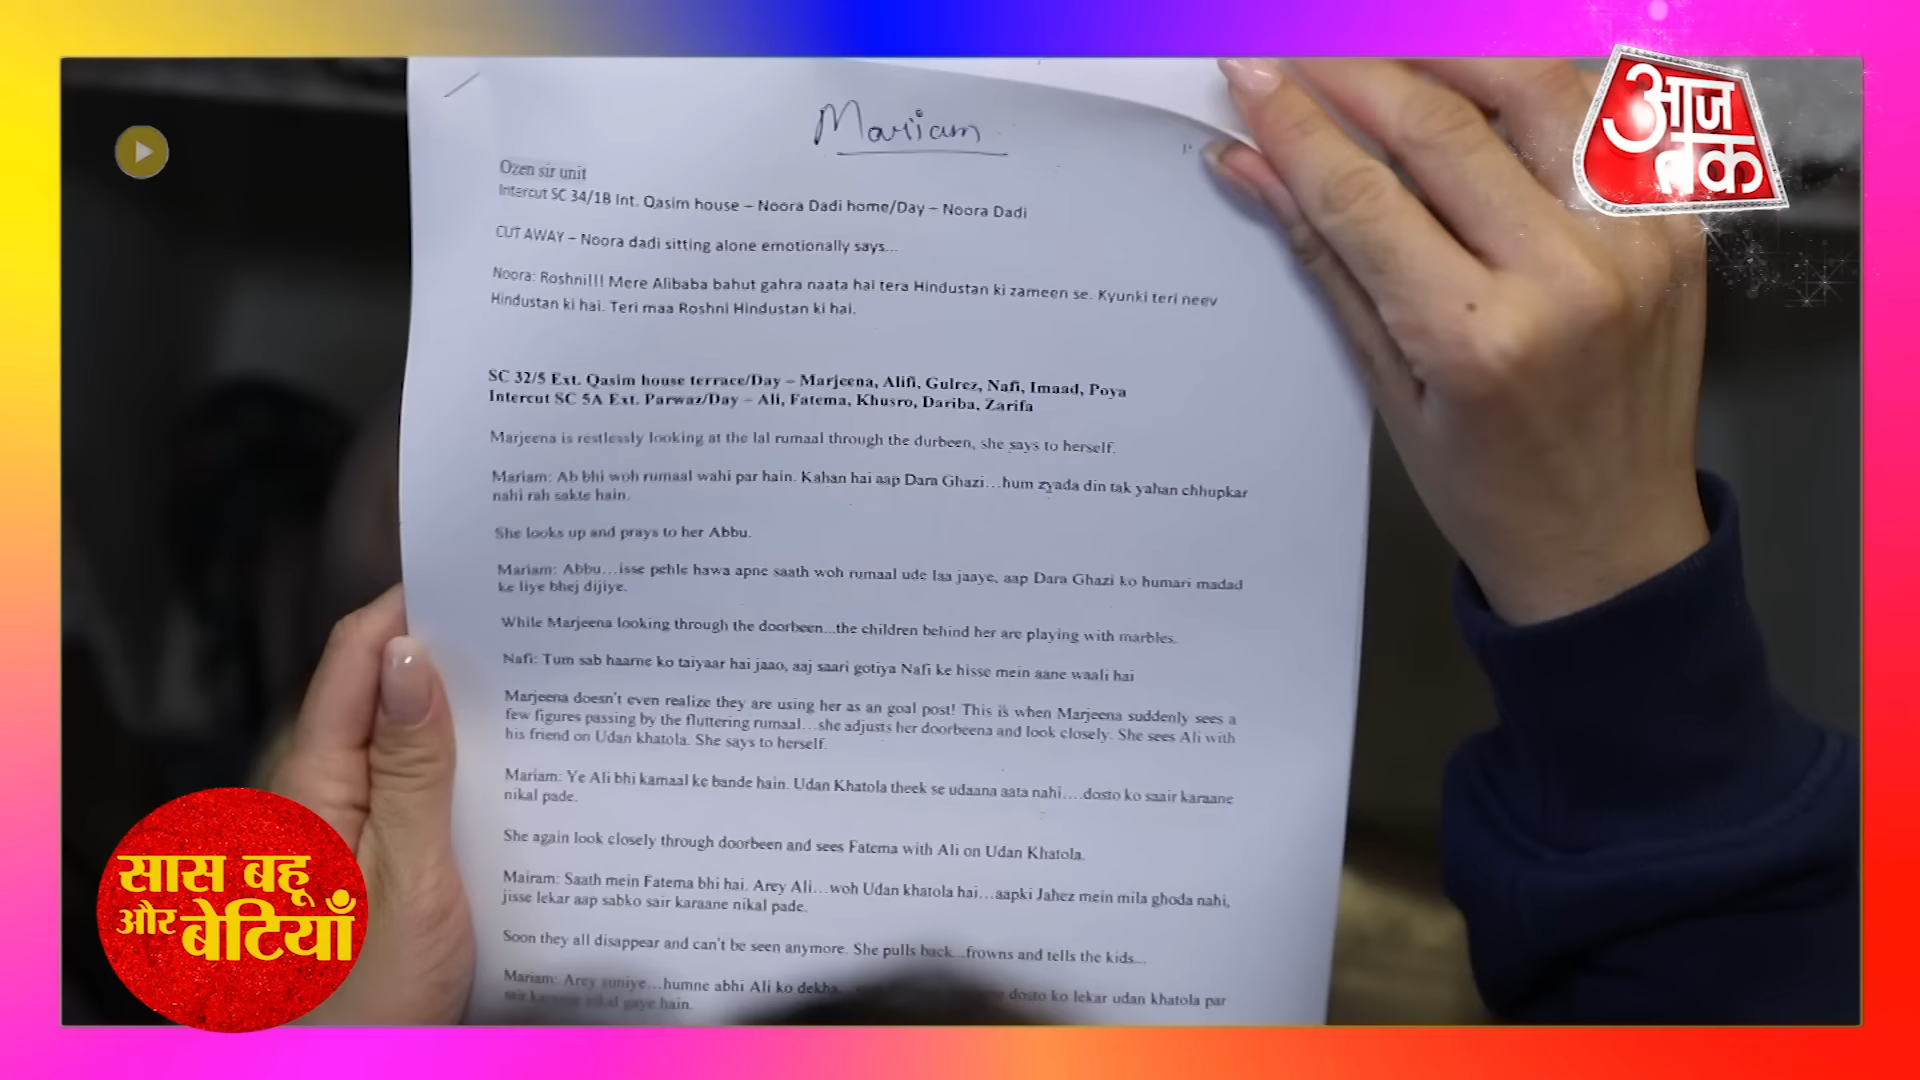 आज तक
Mariam
Ozen sir unit
Intercut SC 34/1B Int. Qasim house – Noora Dadi home/Day – Noora Dadi
CUT AWAY – Noora dadi sitting alone emotionally says...
Noora: Roshni!!! Mere Alibaba bahut gahra naata hai tera Hindustan ki zameen se. Kyunki teri neev
Hindustan ki hai. Teri maa Roshni Hindustan ki hai.
SC 32/5 Ext. Qasim house terrace/Day – Marjeena, Alifi, Gulrez, Nafi, Imaad, Poya
Intercut SC 5A Ext. Parwaz/Day – Ali, Fatema, Khusro, Dariba, Zarifa
Marjeena is restlessly looking at the lal rumaal through the durbeen, she says to herself.
Mariam: Ab bhi woh rumaal wahi par hain. Kahan hai aap Dara Ghazi...hum zyada din tak yahan chhupkar
nahi rah sakte hain.
She looks up and prays to her Abbu.
Mariam: Abbu...isse pehle hawa apne saath woh rumaal ude laa jaaye, aap Dara Ghazi ko humari madad
ke liye bhej dijiye.
While Marjeena looking through the doorbeen...the children behind her are playing with marbles.
Nafi: Tum sab haarne ko taiyaar hai jaao, aaj saari gotiya Nafi ke hisse mein aane waali hai
Marjeena doesn't even realize they are using her as an goal post! This is when Marjeena suddenly sees a
few figures passing by the fluttering rumaal...she adjusts her doorbeena and look closely. She sees Ali with
his friend on Udan khatola. She says to herself.
Mariam: Ye Ali bhi kamaal ke bande hain. Udan Khatola theek se udaana aata nahi....dosto ko saair karaane
nikal pade.
She again look closely through doorbeen and sees Fatema with Ali on Udan Khatola.
Mairam: Saath mein Fatema bhi hai. Arey Ali...woh Udan khatola hai...aapki Jahez mein mila ghoda nahi,
jisse lekar aap sabko sair karaane nikal pade.
Soon they all disappear and can't be seen anymore. She pulls back...frowns and tells the kids...
Mariam: Arey suniye...humne abhi Ali ko dekha dosto ko lekar udan khatola par
sair karaane nikal gaye hain.
सास बहू
और बेटियाँ